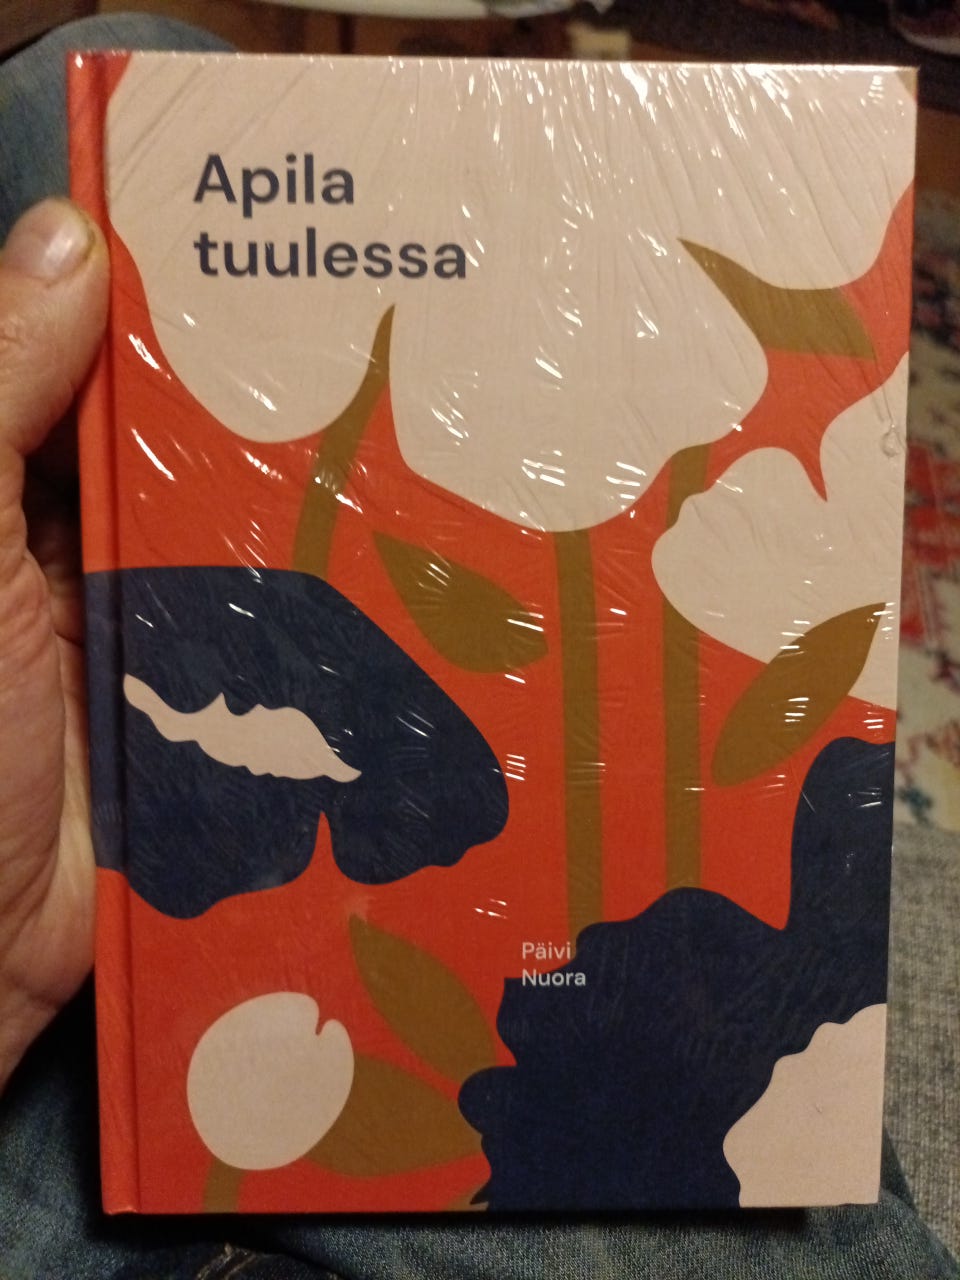 Apila
tuulessa
Päivi
Nuora